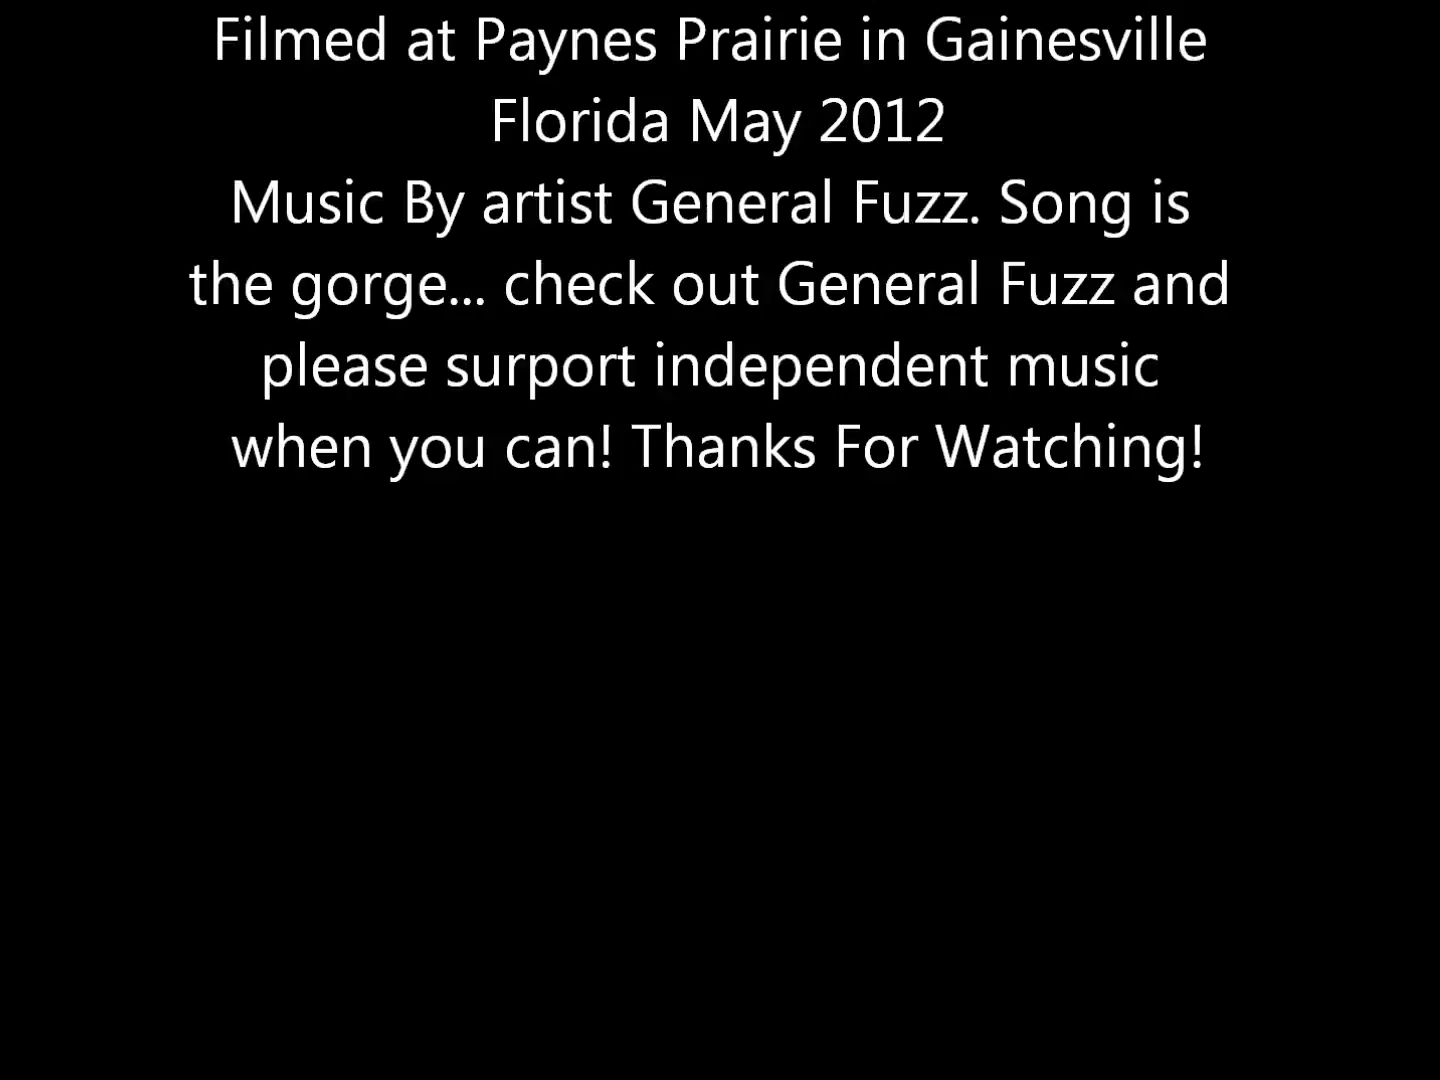 Filmed at Paynes Prairie in Gainesville
Florida May 2012
Music By artist General Fuzz. Song is
the gorge... check out General Fuzz and
please surport independent music
when you can! Thanks For Watching!